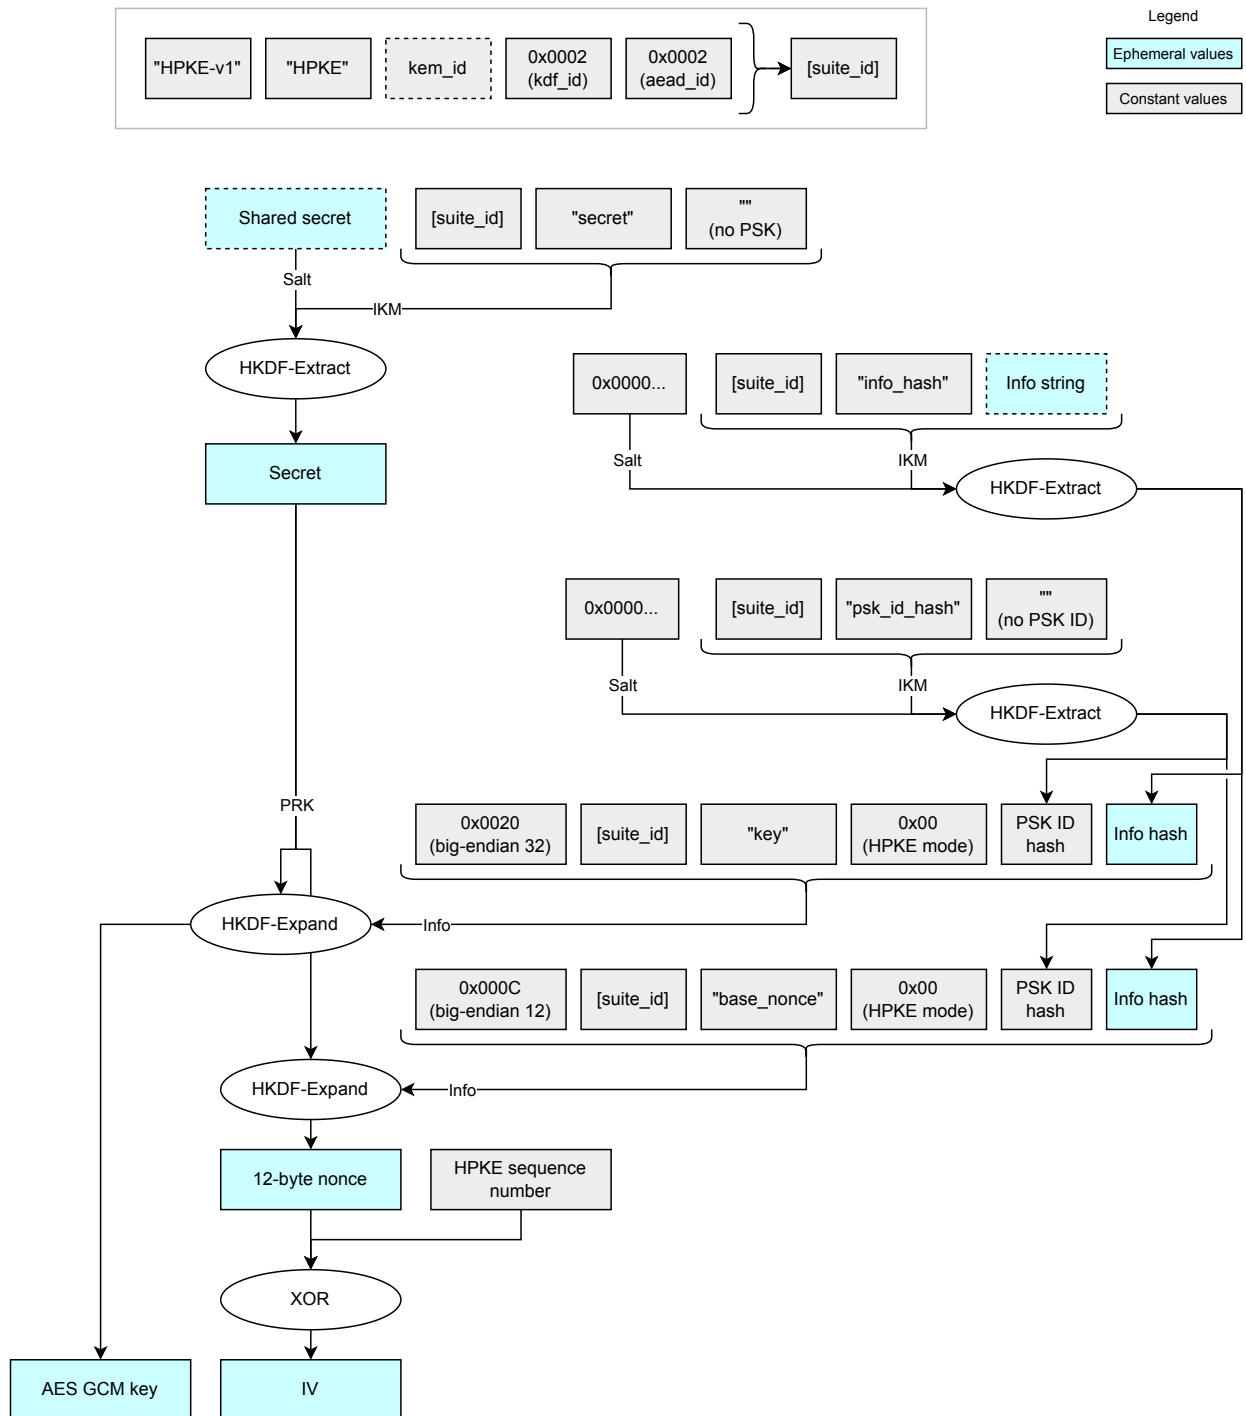 Legend
"HPKE-v1"
"HPKE"
kem_id
0x0002
(kdf_id)
0x0002
(aead_id)
[suite_id]
Ephemeral values
Constant values
Shared secret
[suite_id]
"secret"
""
(no PSK)
Salt
IKM
HKDF-Extract
0x0000...
[suite_id]
"info_hash"
Info string
Secret
Salt
IKM
HKDF-Extract
0x0000...
[suite_id]
"psk_id_hash"
""
(no PSK ID)
Salt
IKM
HKDF-Extract
PRK
0x0020
(big-endian 32)
[suite_id]
"key"
0x00
(HPKE mode)
PSK ID
hash
Info hash
HKDF-Expand
Info
0x000C
(big-endian 12)
[suite_id]
"base_nonce"
0x00
(HPKE mode)
PSK ID
hash
Info hash
HKDF-Expand
Info
12-byte nonce
HPKE sequence
number
XOR
AES GCM key
IV